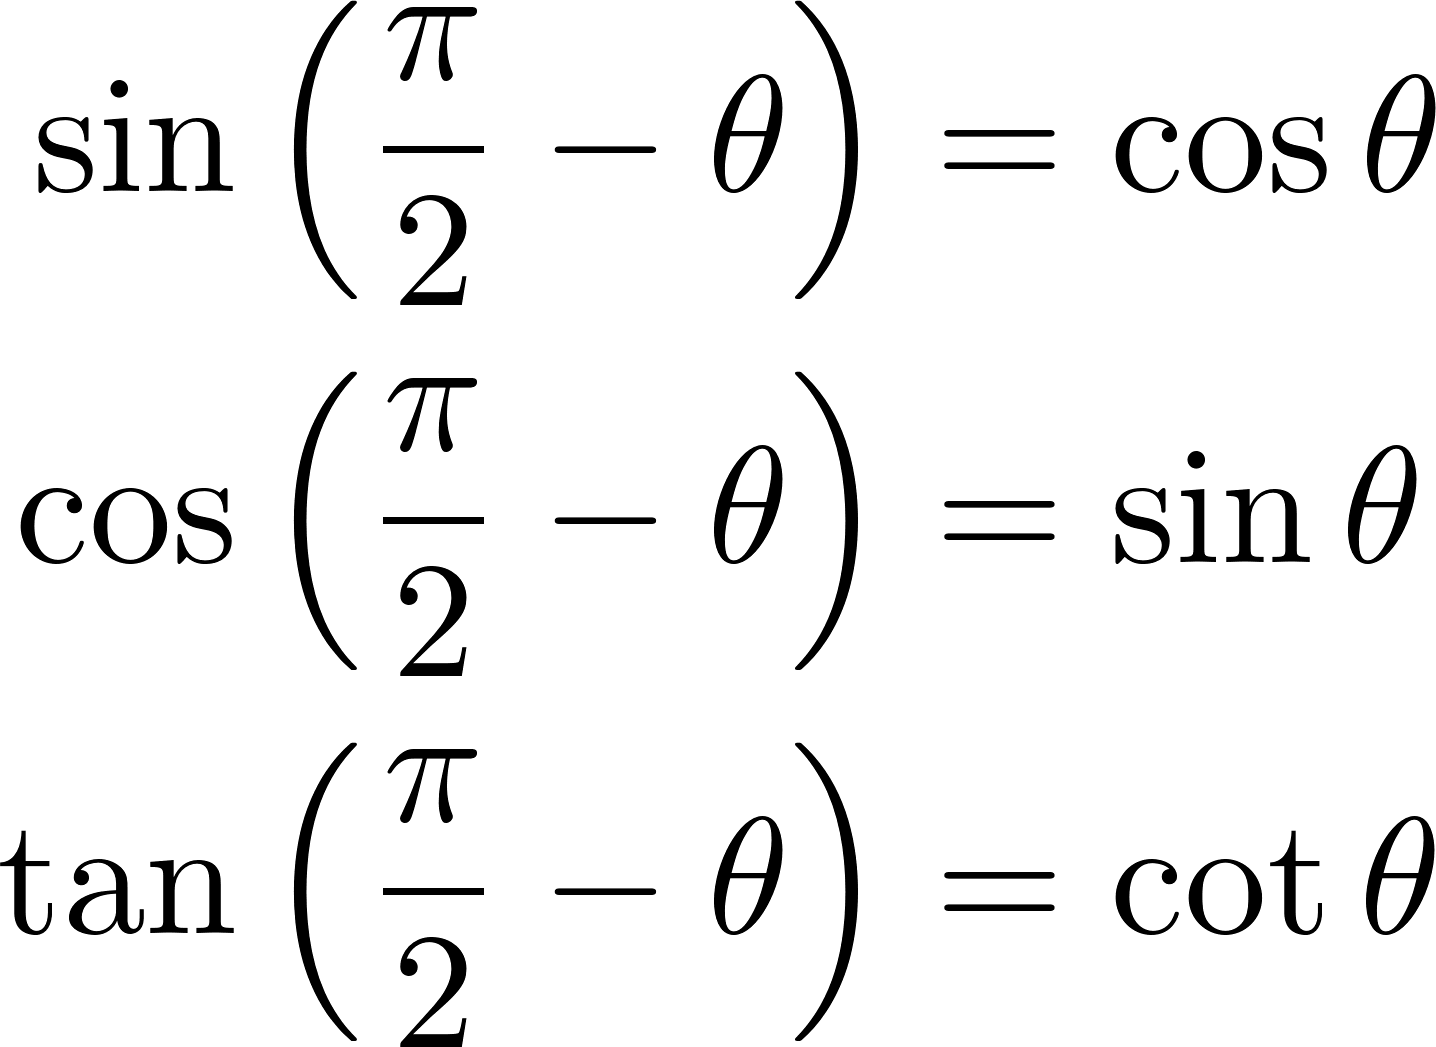 sin (π/2 − θ) = cos θ
cos (π/2 − θ) = sin θ
tan (π/2 − θ) = cot θ